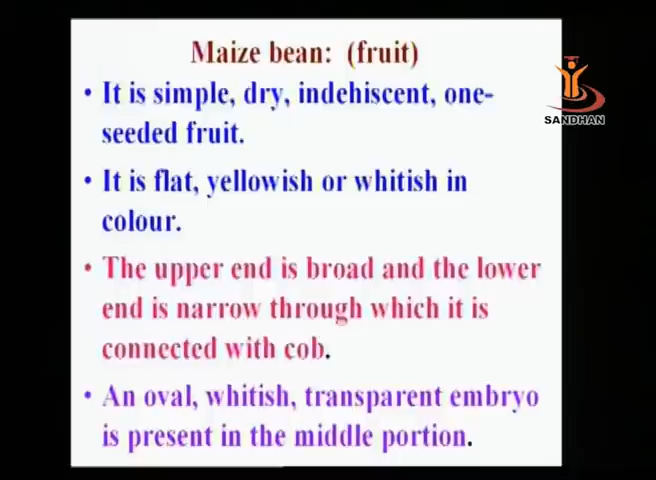 Maize bean: (fruit)
• It is simple, dry, indehiscent, one-
seeded fruit.
• It is flat, yellowish or whitish in
colour.
• The upper end is broad and the lower
end is narrow through which it is
connected with cob.
• An oval, whitish, transparent embryo
is present in the middle portion.
SANDHAN